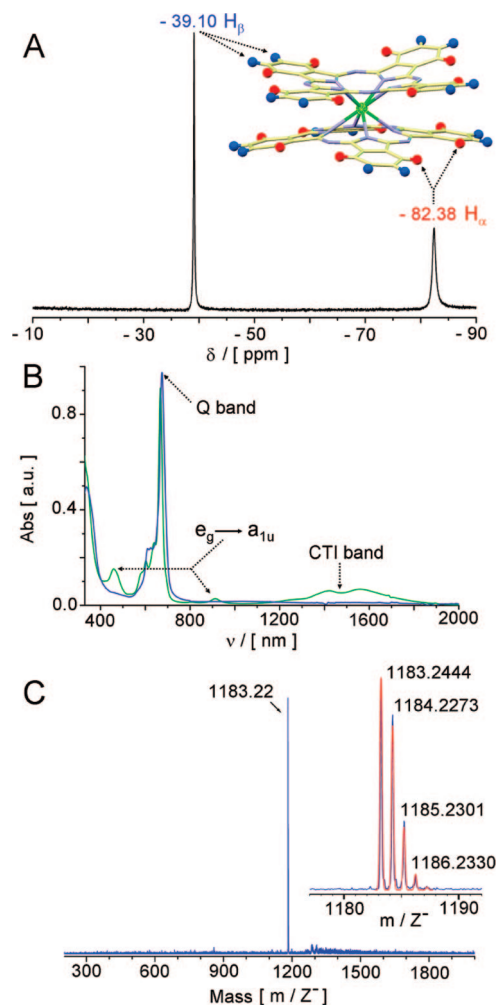 A
- 39.10 Hβ
- 82.38 Hα
- 10 - 30 - 50 - 70 - 90
δ / [ ppm ]
B
Q band
0.8
Abs [ a.u. ]
0.4
eg → a1u
CTI band
0.0
400 800 1200 1600 2000
ν / [ nm ]
C
1183.2444
1183.22
1184.2273
1185.2301
1186.2330
1180 1190
m / Z-
300 600 900 1200 1400 1800
Mass [ m / Z-]